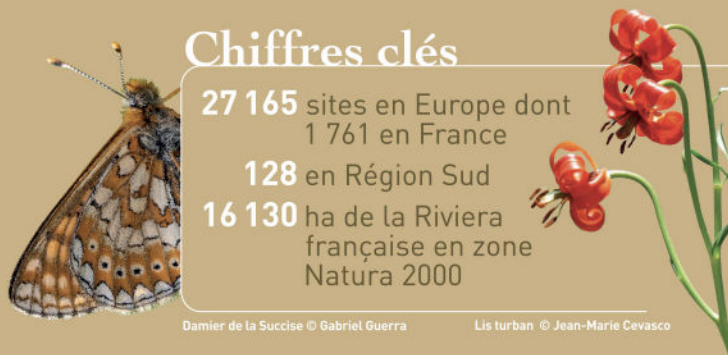 Chiffres clés
27 165 sites en Europe dont
1 761 en France
128 en Région Sud
16 130 ha de la Riviera
française en zone
Natura 2000
Damier de la Succise © Gabriel Guerra
Lis turban © Jean-Marie Cevasco